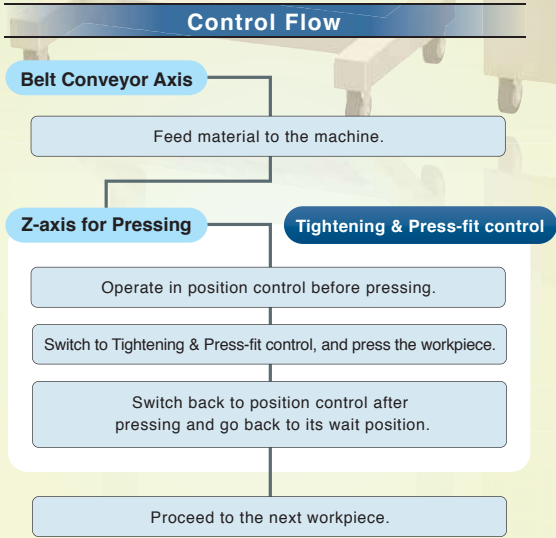 Control Flow
Belt Conveyor Axis
Feed material to the machine.
Z-axis for Pressing
Tightening & Press-fit control
Operate in position control before pressing.
Switch to Tightening & Press-fit control, and press the workpiece.
Switch back to position control after
pressing and go back to its wait position.
Proceed to the next workpiece.